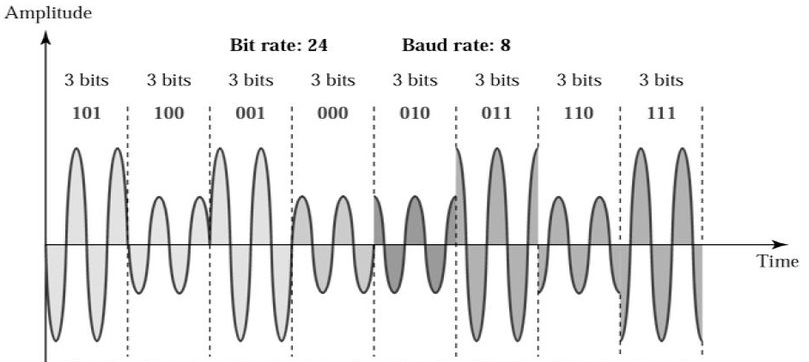 Amplitude
Bit rate: 24 Baud rate: 8
3 bits 3 bits 3 bits 3 bits 3 bits 3 bits 3 bits 3 bits
101 100 001 000 010 011 110 111
Time